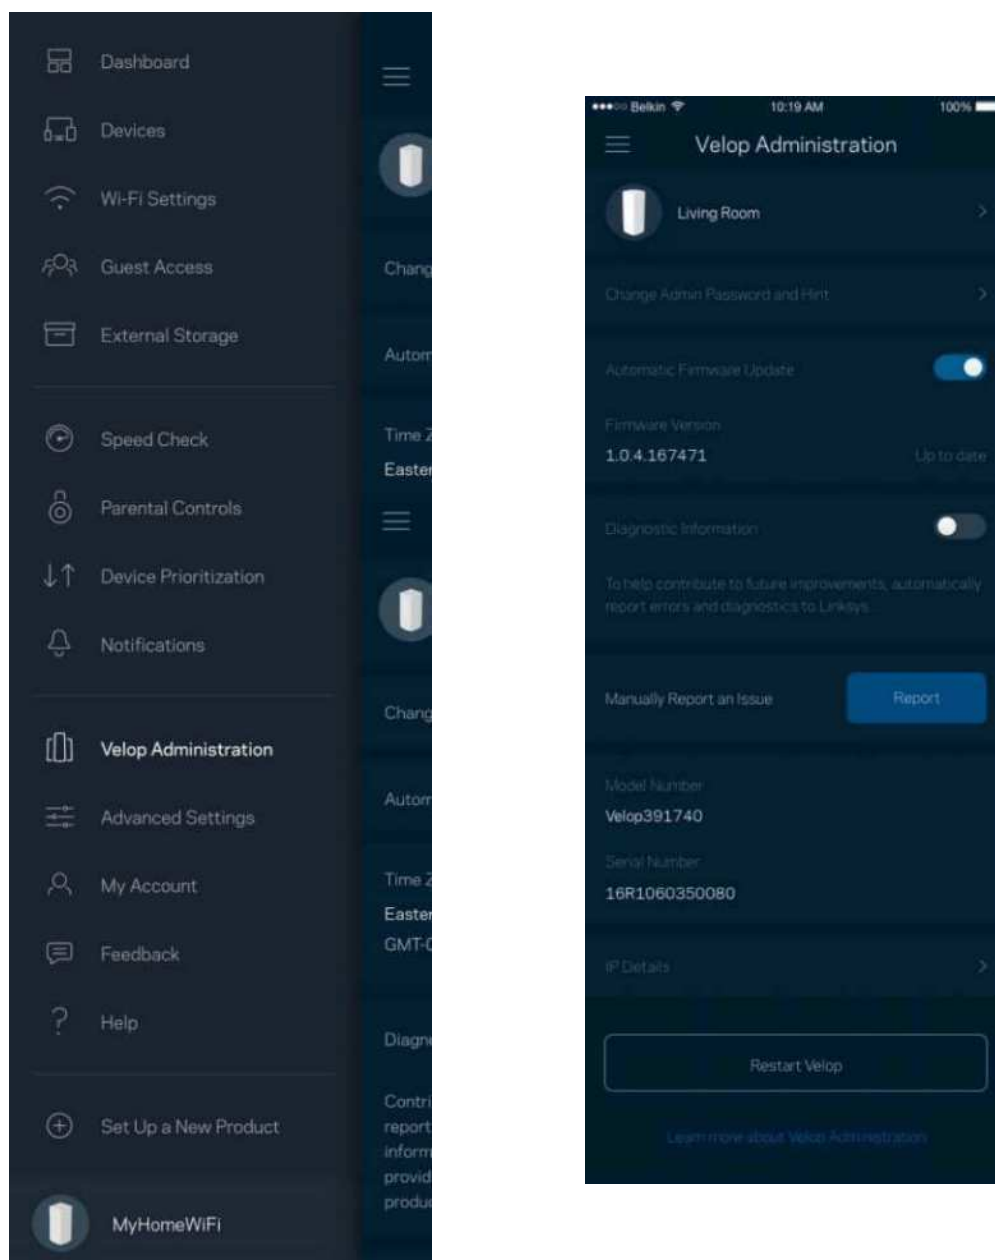 Dashboard
Devices
Wi-Fi Settings
Guest Access
External Storage
Speed Check
Parental Controls
Device Prioritization
Notifications
Velop Administration
Advanced Settings
My Account
Feedback
Help
Set Up a New Product
MyHomeWiFi
Chang
Autom
Time Z
Easter
Chang
Autom
Time Z
Easter
GMT-0
Diagno
Contri
report
inform
provid
produc
Belkin 10:19 AM 100%
Velop Administration
Living Room
Change Admin Password and Hint
Automatic Firmware Update
Firmware Version
1.0.4.167471 Up to date
Diagnostic Information
To help contribute to future improvements, automatically
report errors and diagnostics to Linksys
Manually Report an Issue Report
Model Number
Velop391740
Serial Number
16R1060350080
IP Details
Restart Velop
Learn more about Velop Administration